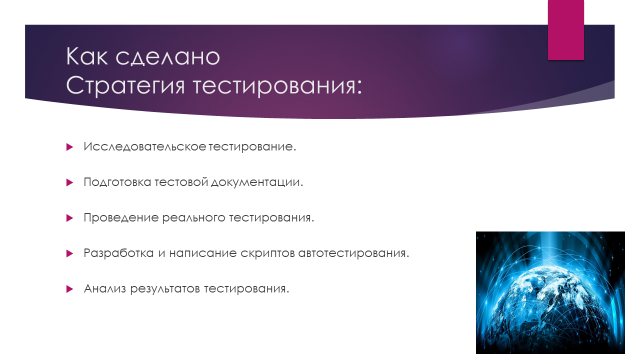 Как сделано
Стратегия тестирования:
Исследовательское тестирование.
Подготовка тестовой документации.
Проведение реального тестирования.
Разработка и написание скриптов автотестирования.
Анализ результатов тестирования.